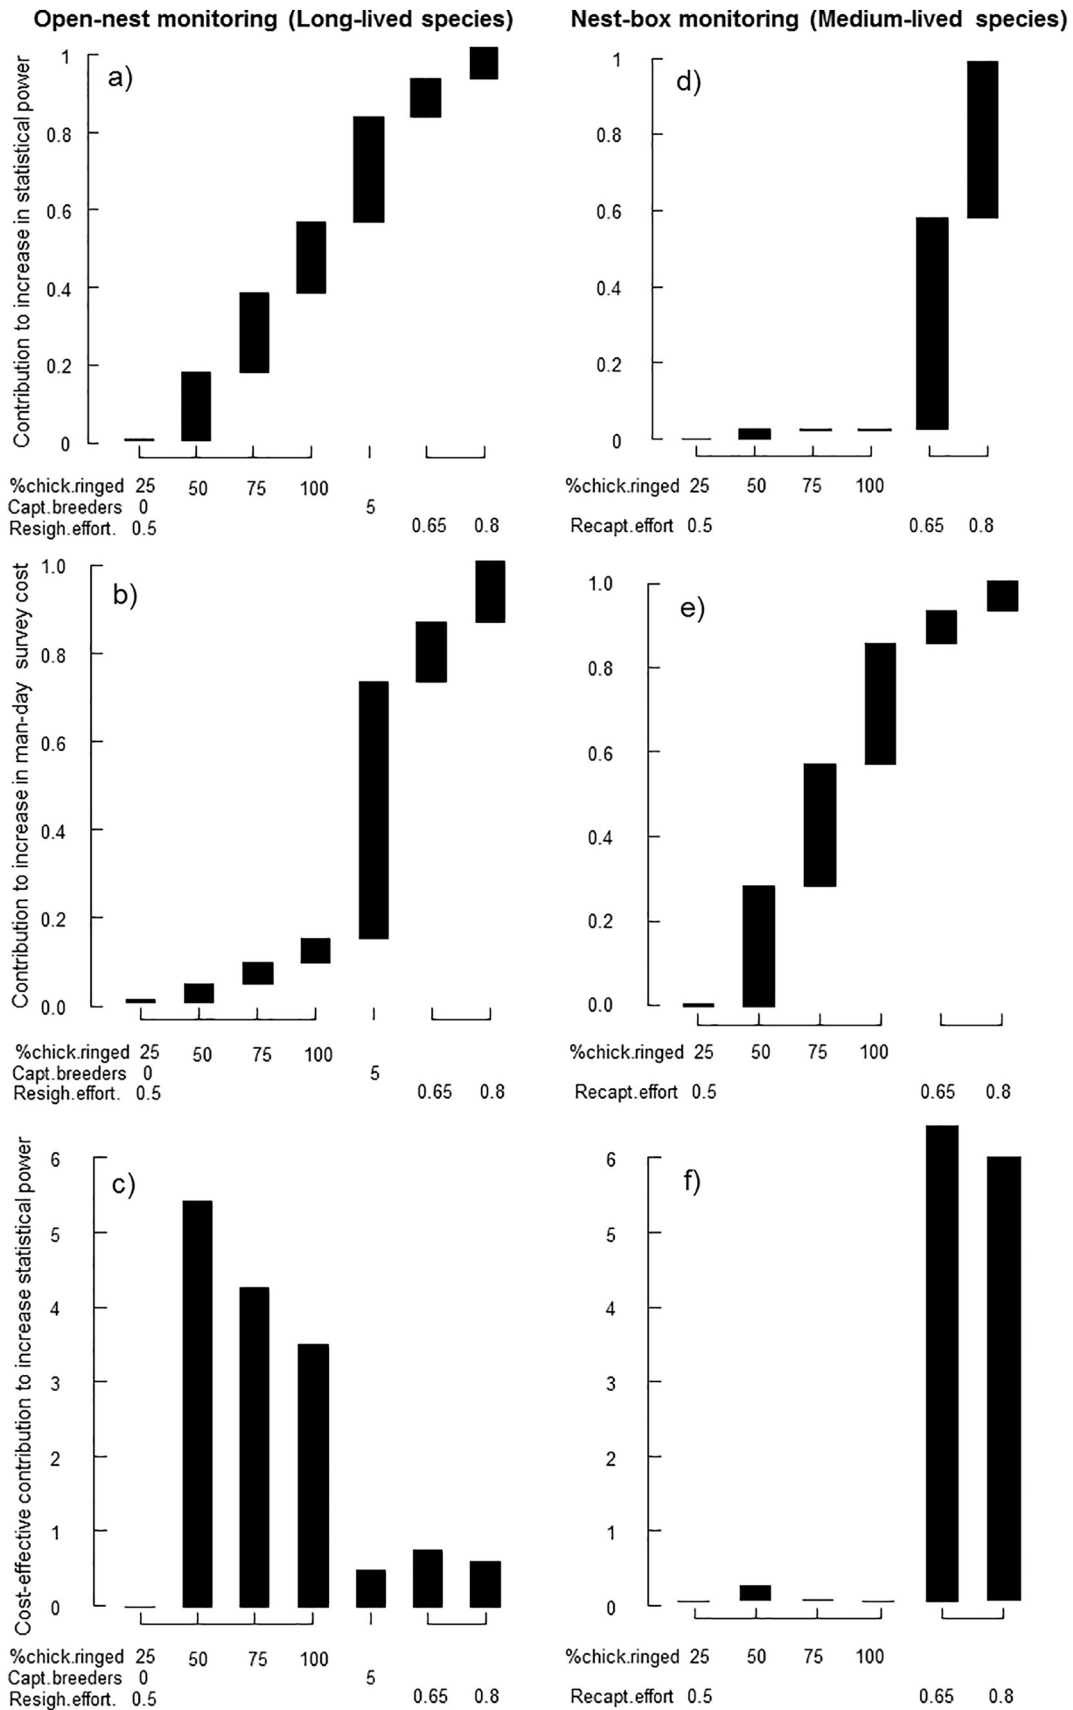 Open-nest monitoring (Long-lived species)
Nest-box monitoring (Medium-lived species)
Contribution to increase in statistical power
a)
1
0.8
0.6
0.4
0.2
0
%chick.ringed 25 50 75 100
Capt.breeders 0 5
Resigh.effort. 0.5 0.65 0.8
d)
1
0.8
0.6
0.4
0.2
0
%chick.ringed 25 50 75 100
Recapt.effort 0.5 0.65 0.8
Contribution to increase in man-day survey cost
b)
1.0
0.8
0.6
0.4
0.2
0.0
%chick.ringed 25 50 75 100
Capt.breeders 0 5
Resigh.effort. 0.5 0.65 0.8
e)
1.0
0.8
0.6
0.4
0.2
0.0
%chick.ringed 25 50 75 100
Recapt.effort 0.5 0.65 0.8
Cost-effective contribution to increase statistical power
c)
6
5
4
3
2
1
0
%chick.ringed 25 50 75 100
Capt.breeders 0 5
Resigh.effort. 0.5 0.65 0.8
f)
6
5
4
3
2
1
0
%chick.ringed 25 50 75 100
Recapt.effort 0.5 0.65 0.8